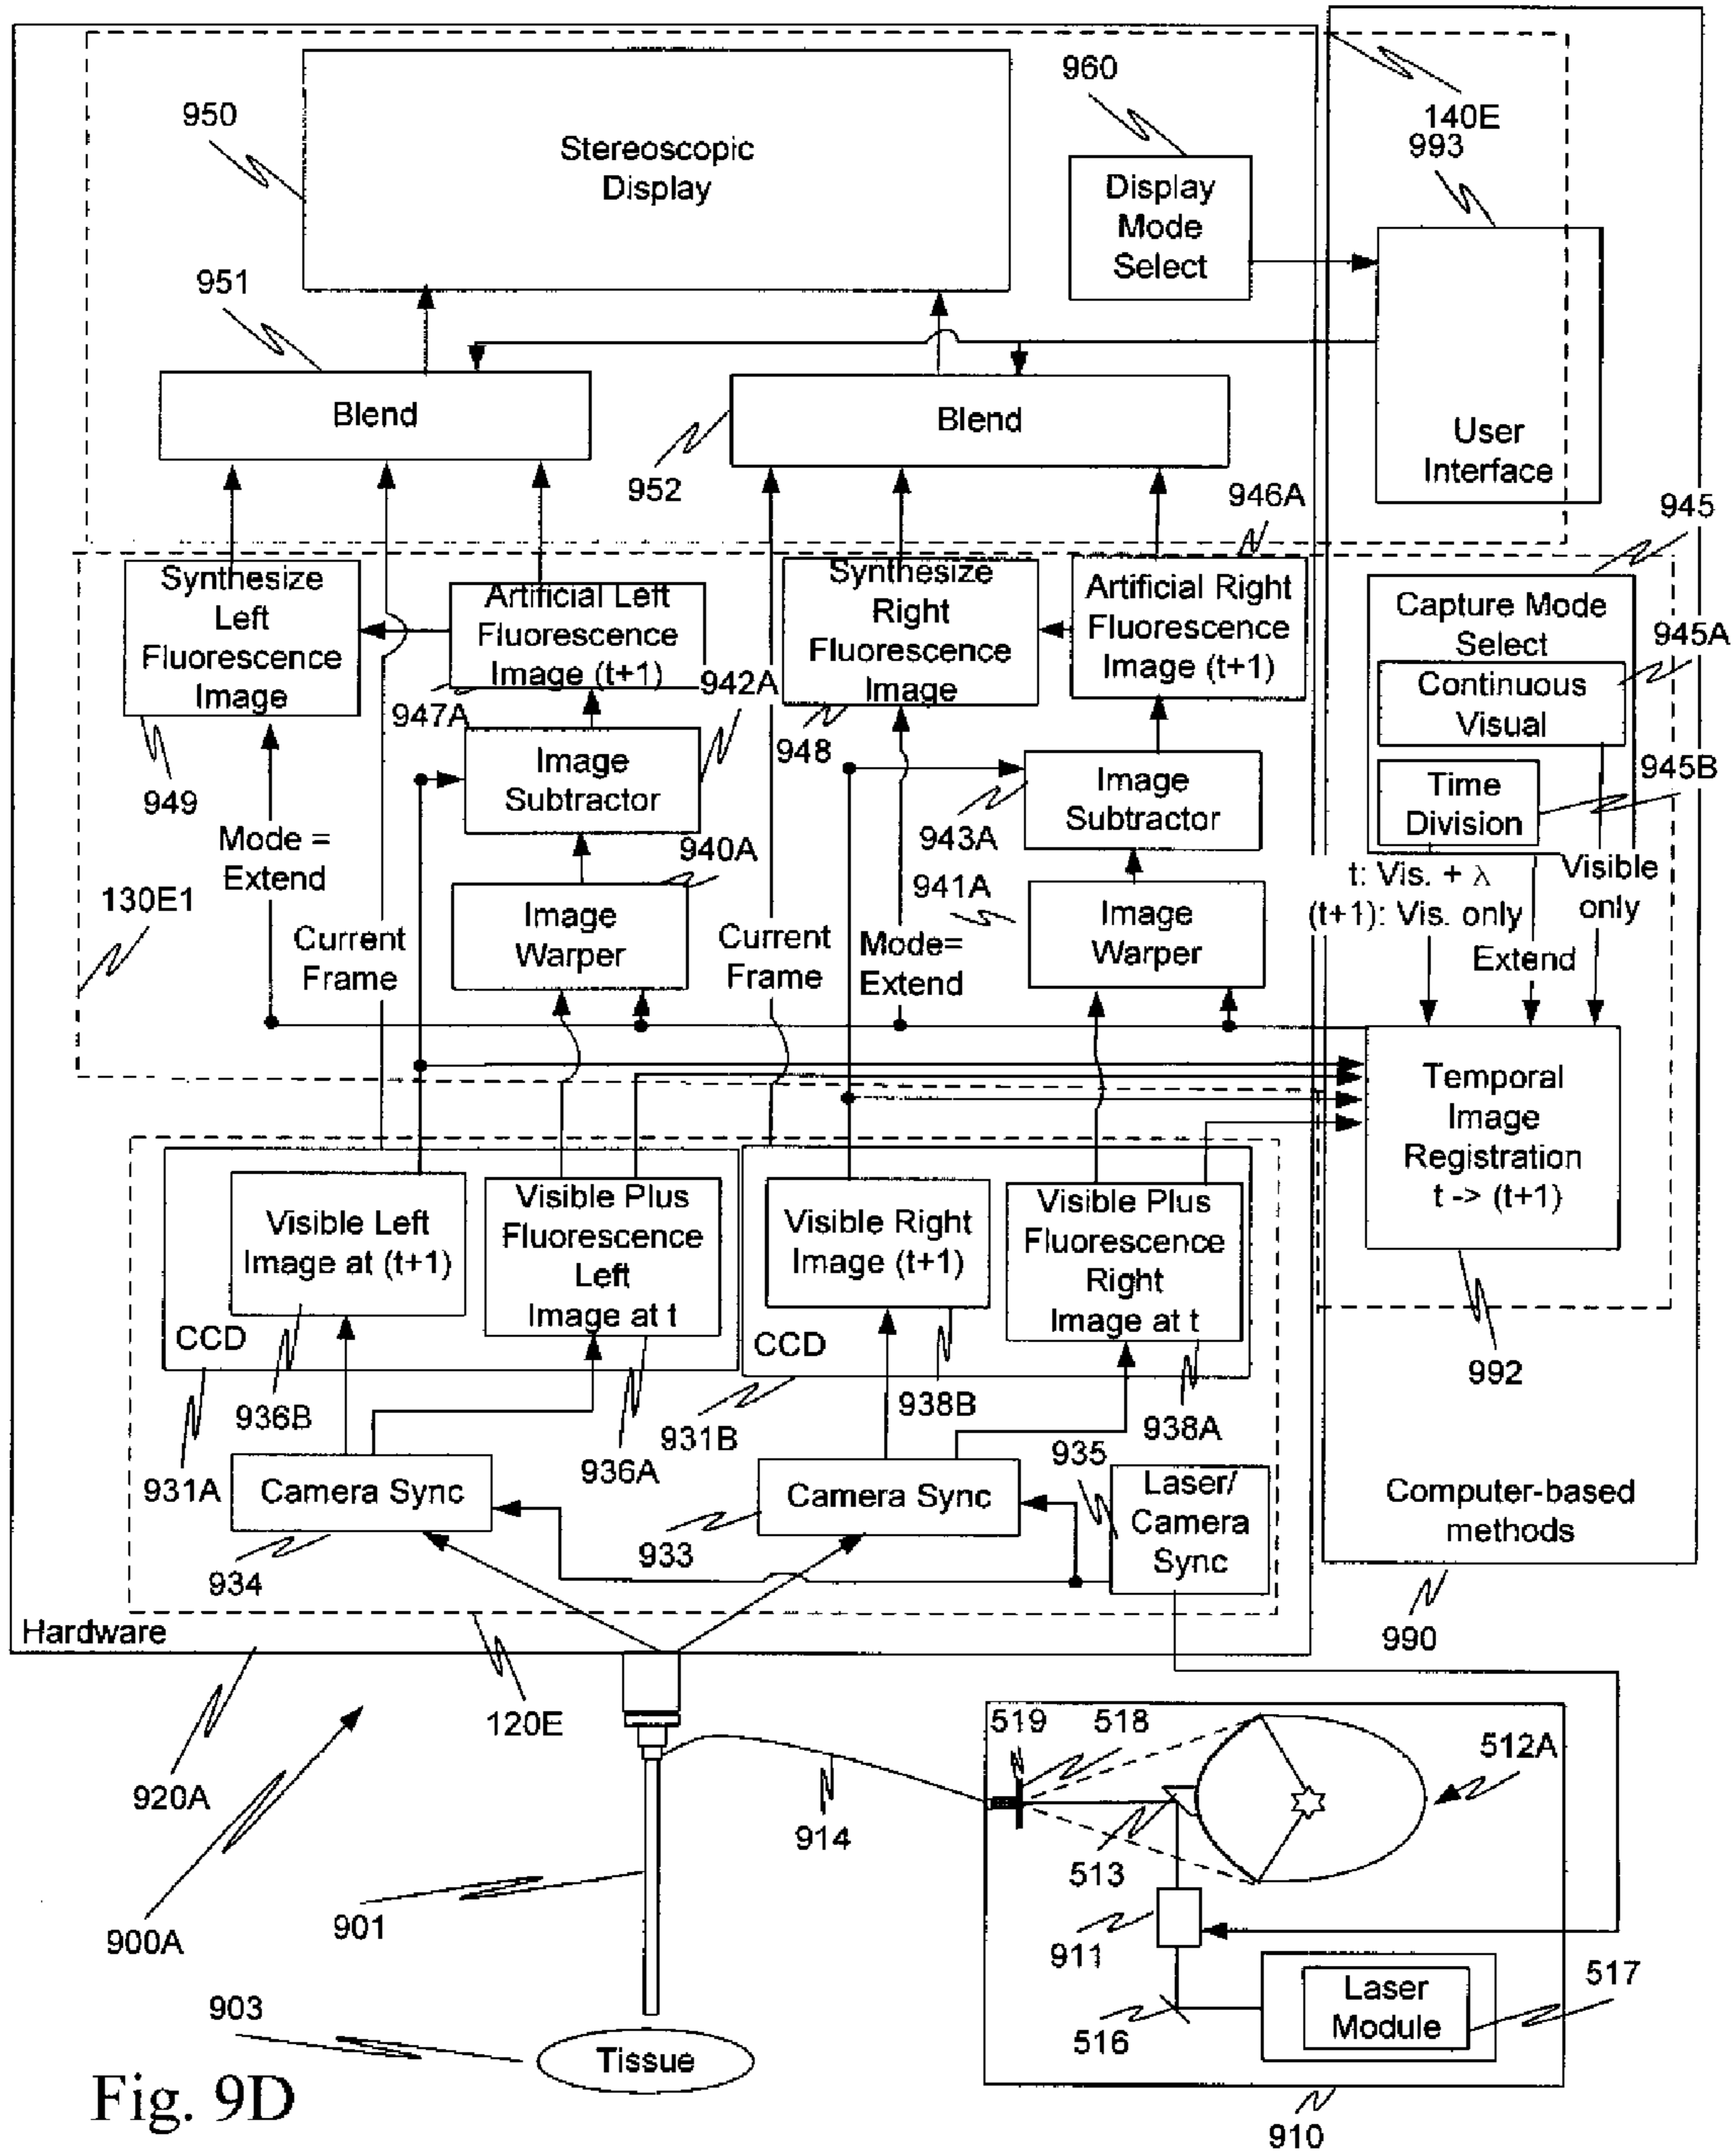 960
140E
993
950
Stereoscopic
Display
Display
Mode
Select
951
Blend
Blend
User
Interface
952
946A
945
Synthesize
Left
Fluorescence
Image
Artificial Left
Fluorescence
Image (t+1)
Synthesize
Right
Fluorescence
Image
Artificial Right
Fluorescence
Image (t+1)
Capture Mode
Select
945A
Continuous
Visual
947A
942A
948
949
Image
Subtractor
Image
Subtractor
945B
Time
Division
Mode =
Extend
940A
943A
941A
t: Vis. + λ
(t+1): Vis. only
Visible
only
Extend
130E1
Current
Frame
Image
Warper
Current
Frame
Mode=
Extend
Image
Warper
Temporal
Image
Registration
t -> (t+1)
Visible Left
Image at (t+1)
Visible Plus
Fluorescence
Left
Image at t
Visible Right
Image (t+1)
Visible Plus
Fluorescence
Right
Image at t
CCD
CCD
992
936B
938B
938A
931B
931A
936A
935
Camera Sync
Camera Sync
Laser/
Camera
Sync
Computer-based
methods
933
934
Hardware
990
120E
920A
519
518
512A
914
513
900A
901
911
517
Laser
Module
516
903
Tissue
Fig. 9D
910